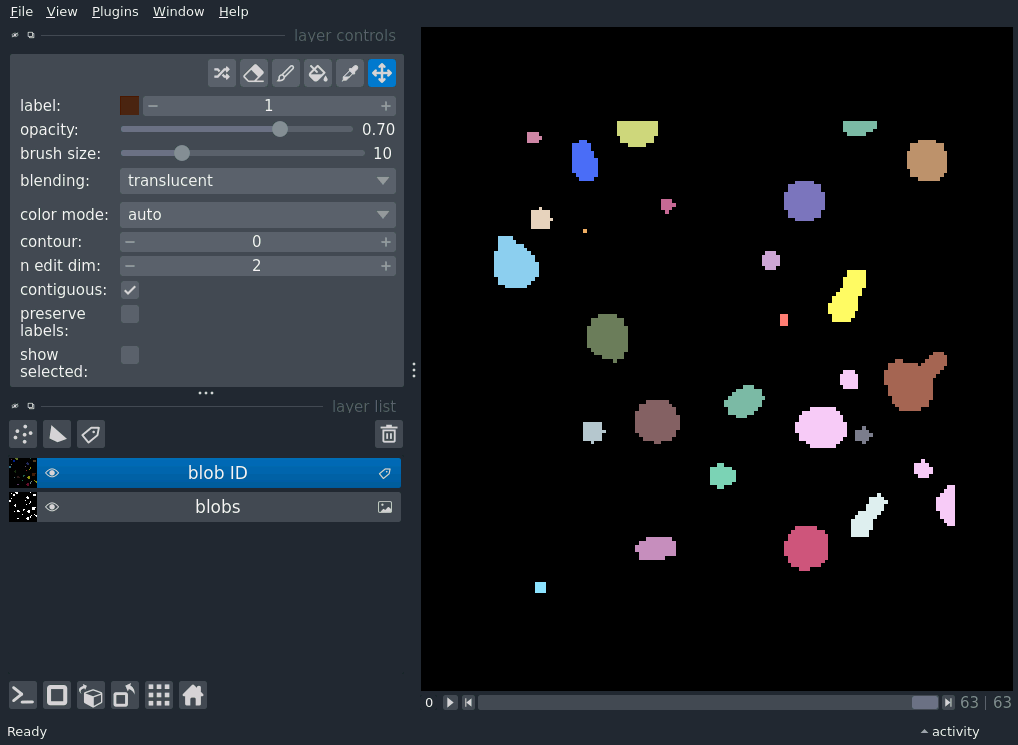 File View Plugins Window Help
layer controls
label: 1
opacity: 0.70
brush size: 10
blending: translucent
color mode: auto
contour: 0
n edit dim: 2
contiguous:
preserve
labels:
show
selected:
layer list
blob ID
blobs
0 63 | 63
Ready activity